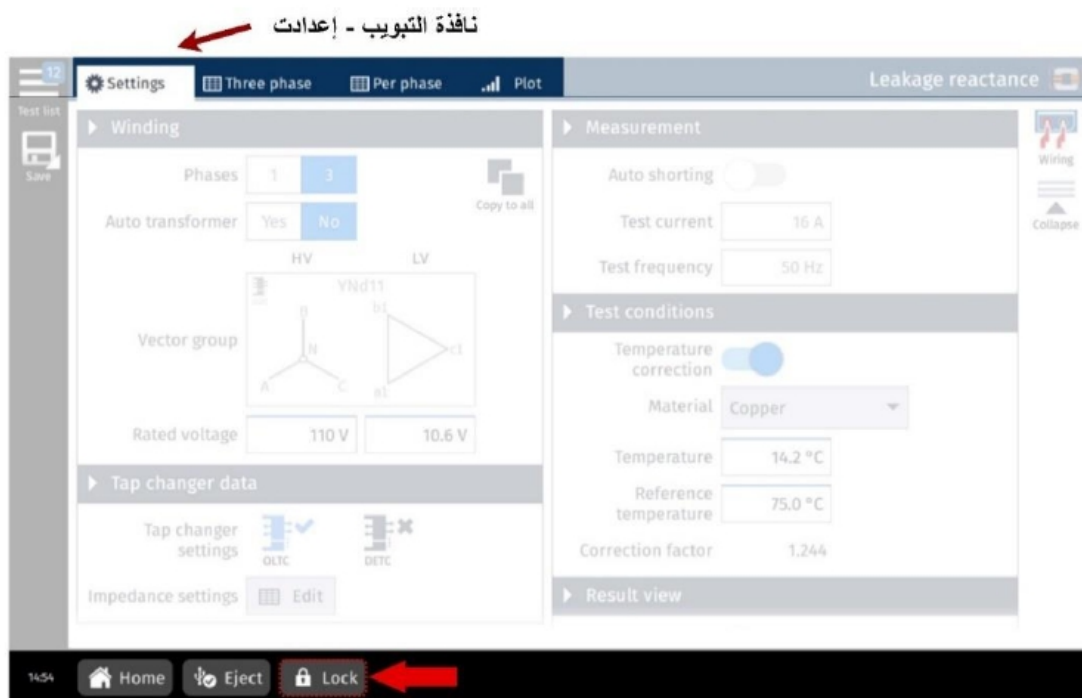 نافذة التبويب - إعدادت
12
Settings
Three phase
Per phase
Plot
Leakage reactance
Test list
Save
Winding
Phases 1 3
Copy to all
Auto transformer Yes No
HV LV
YNd11
Vector group
B
N
A C
b1
c1
a1
Rated voltage 110 V 10.6 V
Tap changer data
Tap changer
settings
OLTC DETC
Impedance settings Edit
Measurement
Auto shorting
Test current 16 A
Test frequency 50 Hz
Test conditions
Temperature
correction
Material Copper
Temperature 14.2 °C
Reference
temperature 75.0 °C
Correction factor 1.244
Result view
Wiring
Collapse
14:54 Home Eject Lock